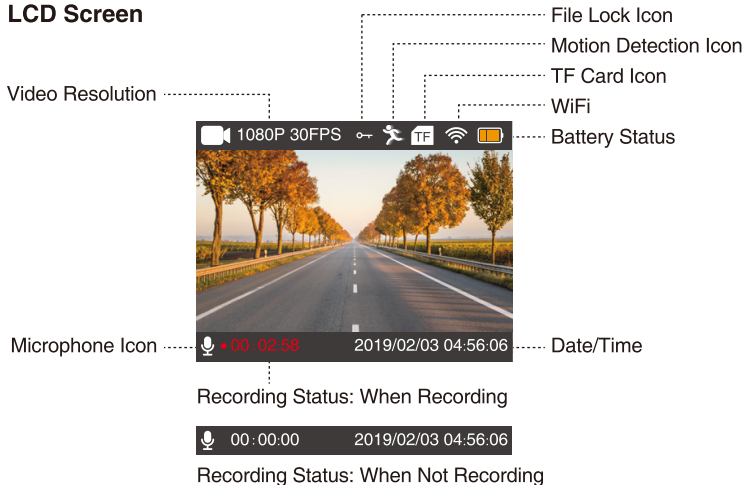 LCD Screen
File Lock Icon
Motion Detection Icon
TF Card Icon
Video Resolution
WiFi
1080P 30FPS TF
Battery Status
Microphone Icon
00:02:58 2019/02/03 04:56:06
Date/Time
Recording Status: When Recording
00:00:00 2019/02/03 04:56:06
Recording Status: When Not Recording